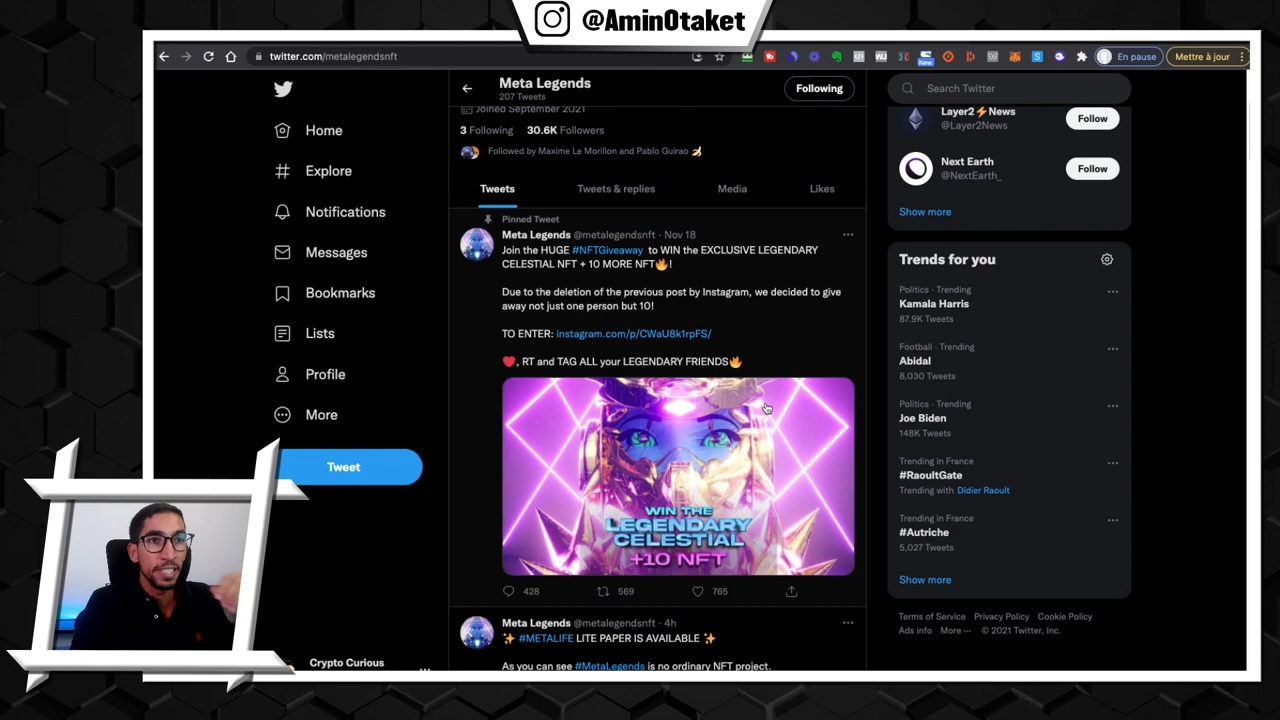 @AminOtaket
twitter.com/metalegendsnft
New
En pause
Mettre à jour
Home
Explore
Notifications
Messages
Bookmarks
Lists
Profile
More
Tweet
Crypto Curious
Meta Legends
207 Tweets
Following
Joined September 2021
3 Following 30.6K Followers
Followed by Maxime Le Morillon and Pablo Guirao 🍌
Tweets Tweets & replies Media Likes
Pinned Tweet
Meta Legends @metalegendsnft · Nov 18
Join the HUGE #NFTGiveaway to WIN the EXCLUSIVE LEGENDARY
CELESTIAL NFT + 10 MORE NFT🔥!
Due to the deletion of the previous post by Instagram, we decided to give
away not just one person but 10!
TO ENTER: instagram.com/p/CWaU8k1rpFS/
❤️, RT and TAG ALL your LEGENDARY FRIENDS🔥
WIN THE
LEGENDARY
CELESTIAL
+10 NFT
428 569 765
Meta Legends @metalegendsnft · 4h
✨ #METALIFE LITE PAPER IS AVAILABLE ✨
As you can see #MetaLegends is no ordinary NFT project.
Search Twitter
Layer2⚡News
@Layer2News
Follow
Next Earth
@NextEarth_
Follow
Show more
Trends for you
Politics · Trending
Kamala Harris
87.9K Tweets
Football · Trending
Abidal
8,030 Tweets
Politics · Trending
Joe Biden
148K Tweets
Trending in France
#RaoultGate
Trending with Didier Raoult
Trending in France
#Autriche
5,027 Tweets
Show more
Terms of Service Privacy Policy Cookie Policy
Ads info More ··· © 2021 Twitter, Inc.